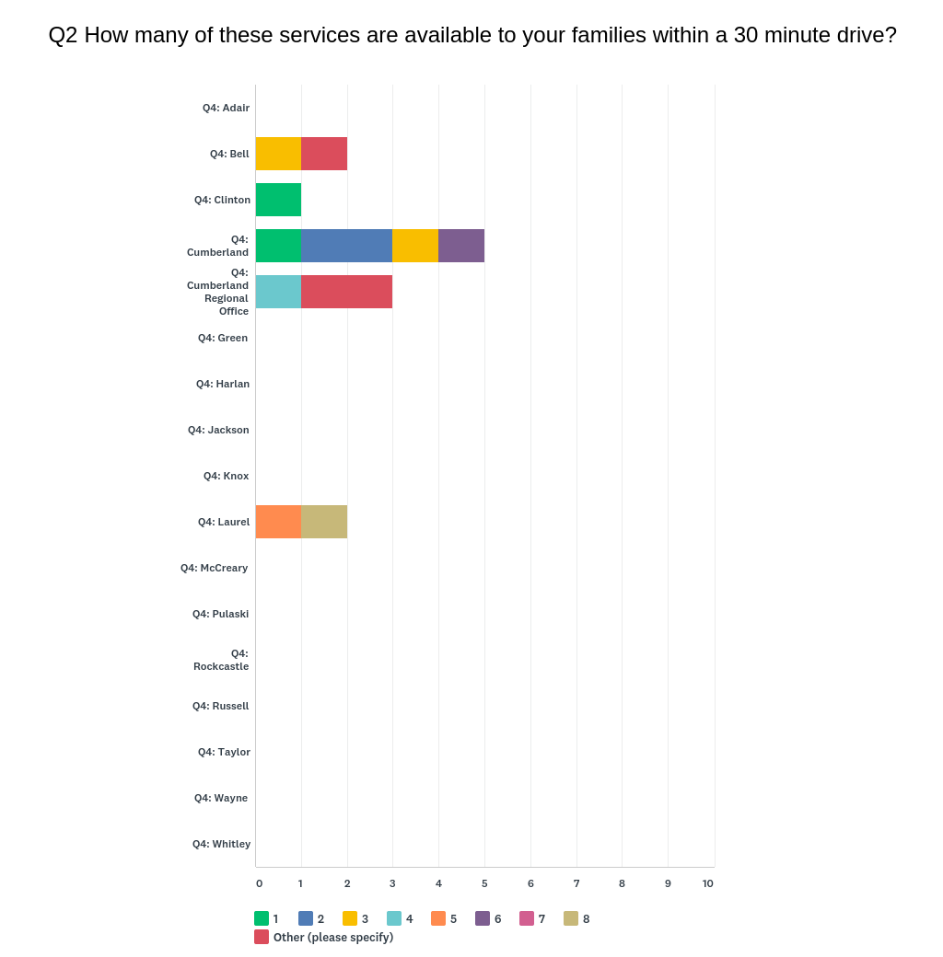 Q2 How many of these services are available to your families within a 30 minute drive?
Q4: Adair
Q4: Bell
Q4: Clinton
Q4:
Cumberland
Q4:
Cumberland
Regional
Office
Q4: Green
Q4: Harlan
Q4: Jackson
Q4: Knox
Q4: Laurel
Q4: McCreary
Q4: Pulaski
Q4:
Rockcastle
Q4: Russell
Q4: Taylor
Q4: Wayne
Q4: Whitley
0 1 2 3 4 5 6 7 8 9 10
1 2 3 4 5 6 7 8
Other (please specify)